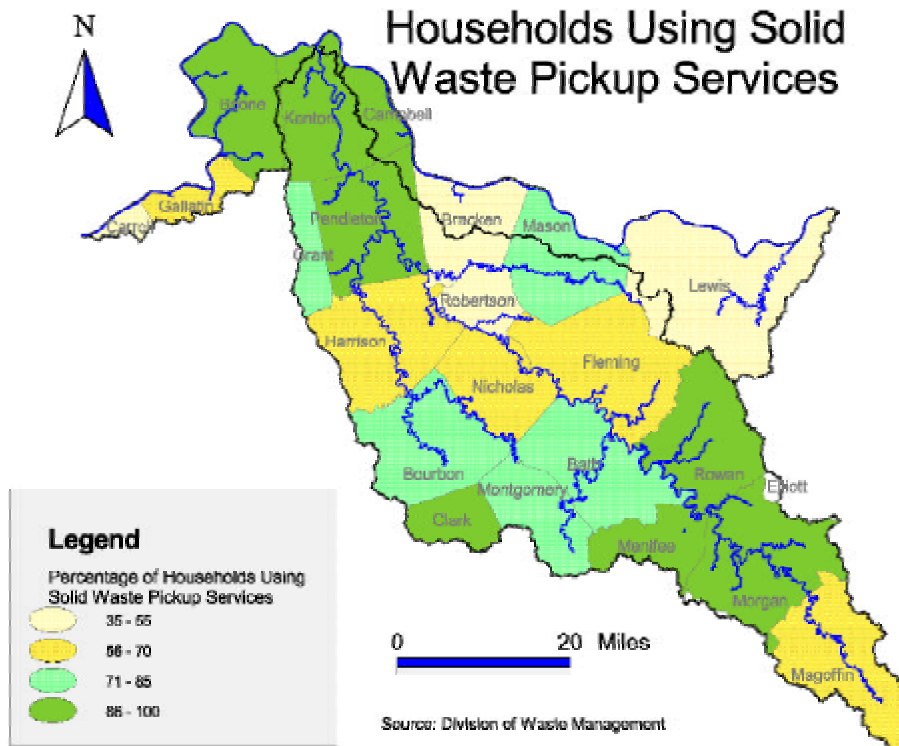 N
Households Using Solid
Waste Pickup Services
Boone
Kenton
Campbell
Gallatin
Carroll
Pendleton
Bracken
Mason
Grant
Lewis
Robertson
Harrison
Fleming
Nicholas
Bath
Bourbon
Rowan
Montgomery
Elliott
Clark
Menifee
Morgan
Magoffin
Legend
Percentage of Households Using
Solid Waste Pickup Services
35 - 55
56 - 70
71 - 85
86 - 100
0 20 Miles
Source: Division of Waste Management